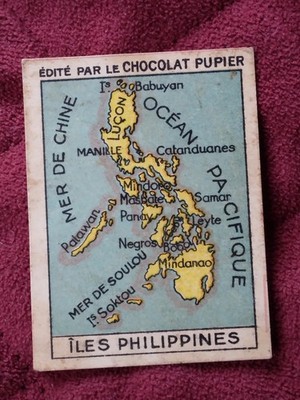 ÉDITÉ PAR LE CHOCOLAT PUPIER
Is Babuyan
MER DE CHINE
LUÇON
OCÉAN PACIFIQUE
MANILLE
Catanduanes
Mindoro
Masbate
Samar
Panay
Leyte
Palawan
Negros
Bohol
Mindanao
MER DE SOULOU
Is Soulou
ÎLES PHILIPPINES